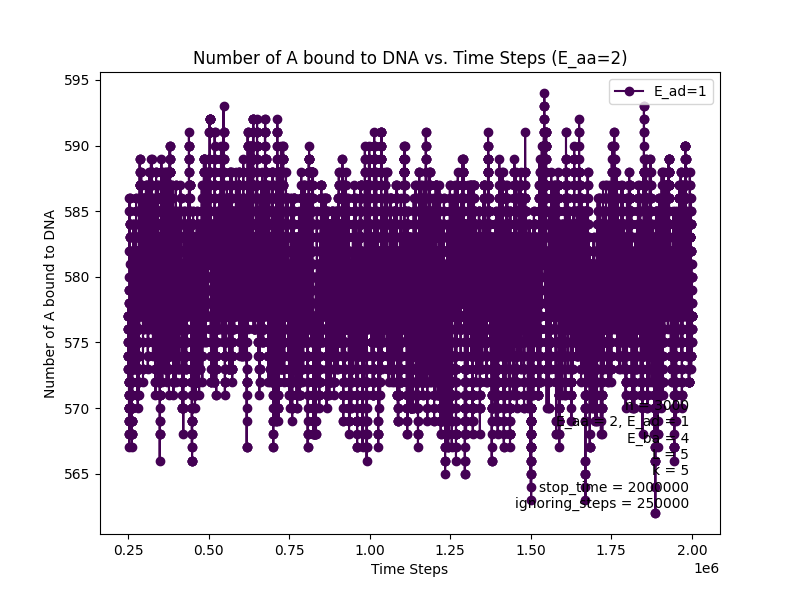 Number of A bound to DNA vs. Time Steps (E_aa=2)
E_ad=1
595
590
585
580
575
570
565
Number of A bound to DNA
= 3000
E_aa = 2, E_ad = 1
E_ba = 4
= 5
k = 5
stop_time = 2000000
ignoring_steps = 250000
0.25 0.50 0.75 1.00 1.25 1.50 1.75 2.00
1e6
Time Steps